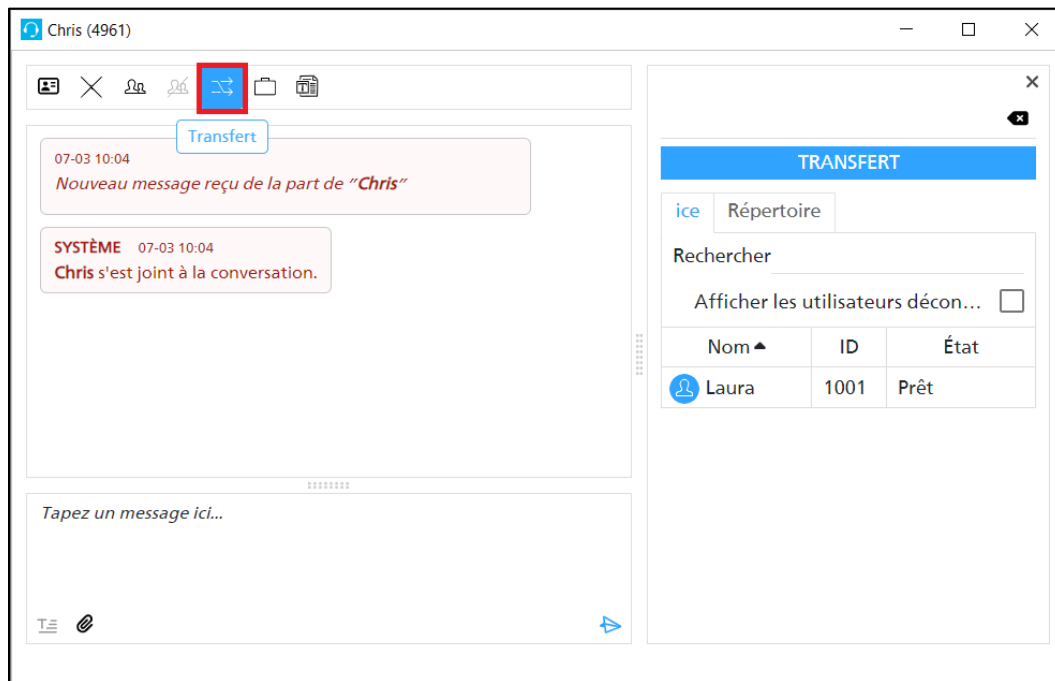 Chris (4961)
Transfert
07-03 10:04
Nouveau message reçu de la part de "Chris"
SYSTÈME 07-03 10:04
Chris s'est joint à la conversation.
Tapez un message ici...
TRANSFERT
ice Répertoire
Rechercher
Afficher les utilisateurs décon...
Nom ID État
Laura 1001 Prêt